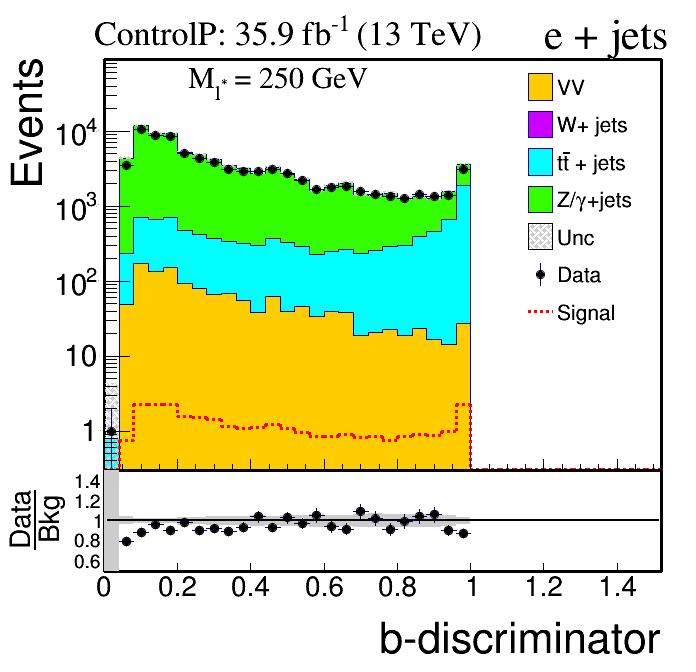 ControlP: 35.9 fb⁻¹ (13 TeV) e + jets
M_l* = 250 GeV
Events
10⁴
10³
10²
10
1
VV
W+ jets
tt̄ + jets
Z/γ+jets
Unc
Data
Signal
Data
Bkg
1.4
1.2
1
0.8
0.6
0 0.2 0.4 0.6 0.8 1 1.2 1.4
b-discriminator